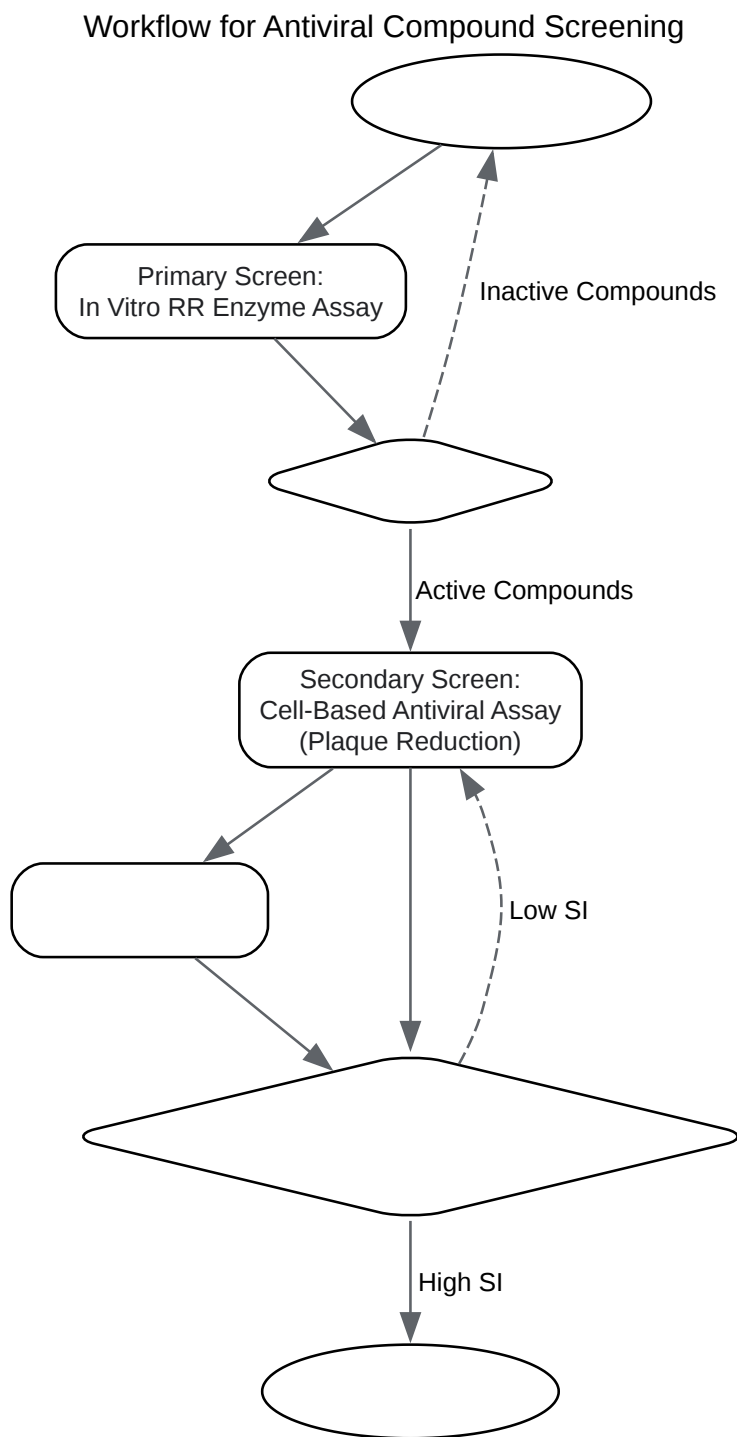 Workflow for Antiviral Compound Screening
Primary Screen:
In Vitro RR Enzyme Assay
Inactive Compounds
Active Compounds
Secondary Screen:
Cell-Based Antiviral Assay
(Plaque Reduction)
Low SI
High SI